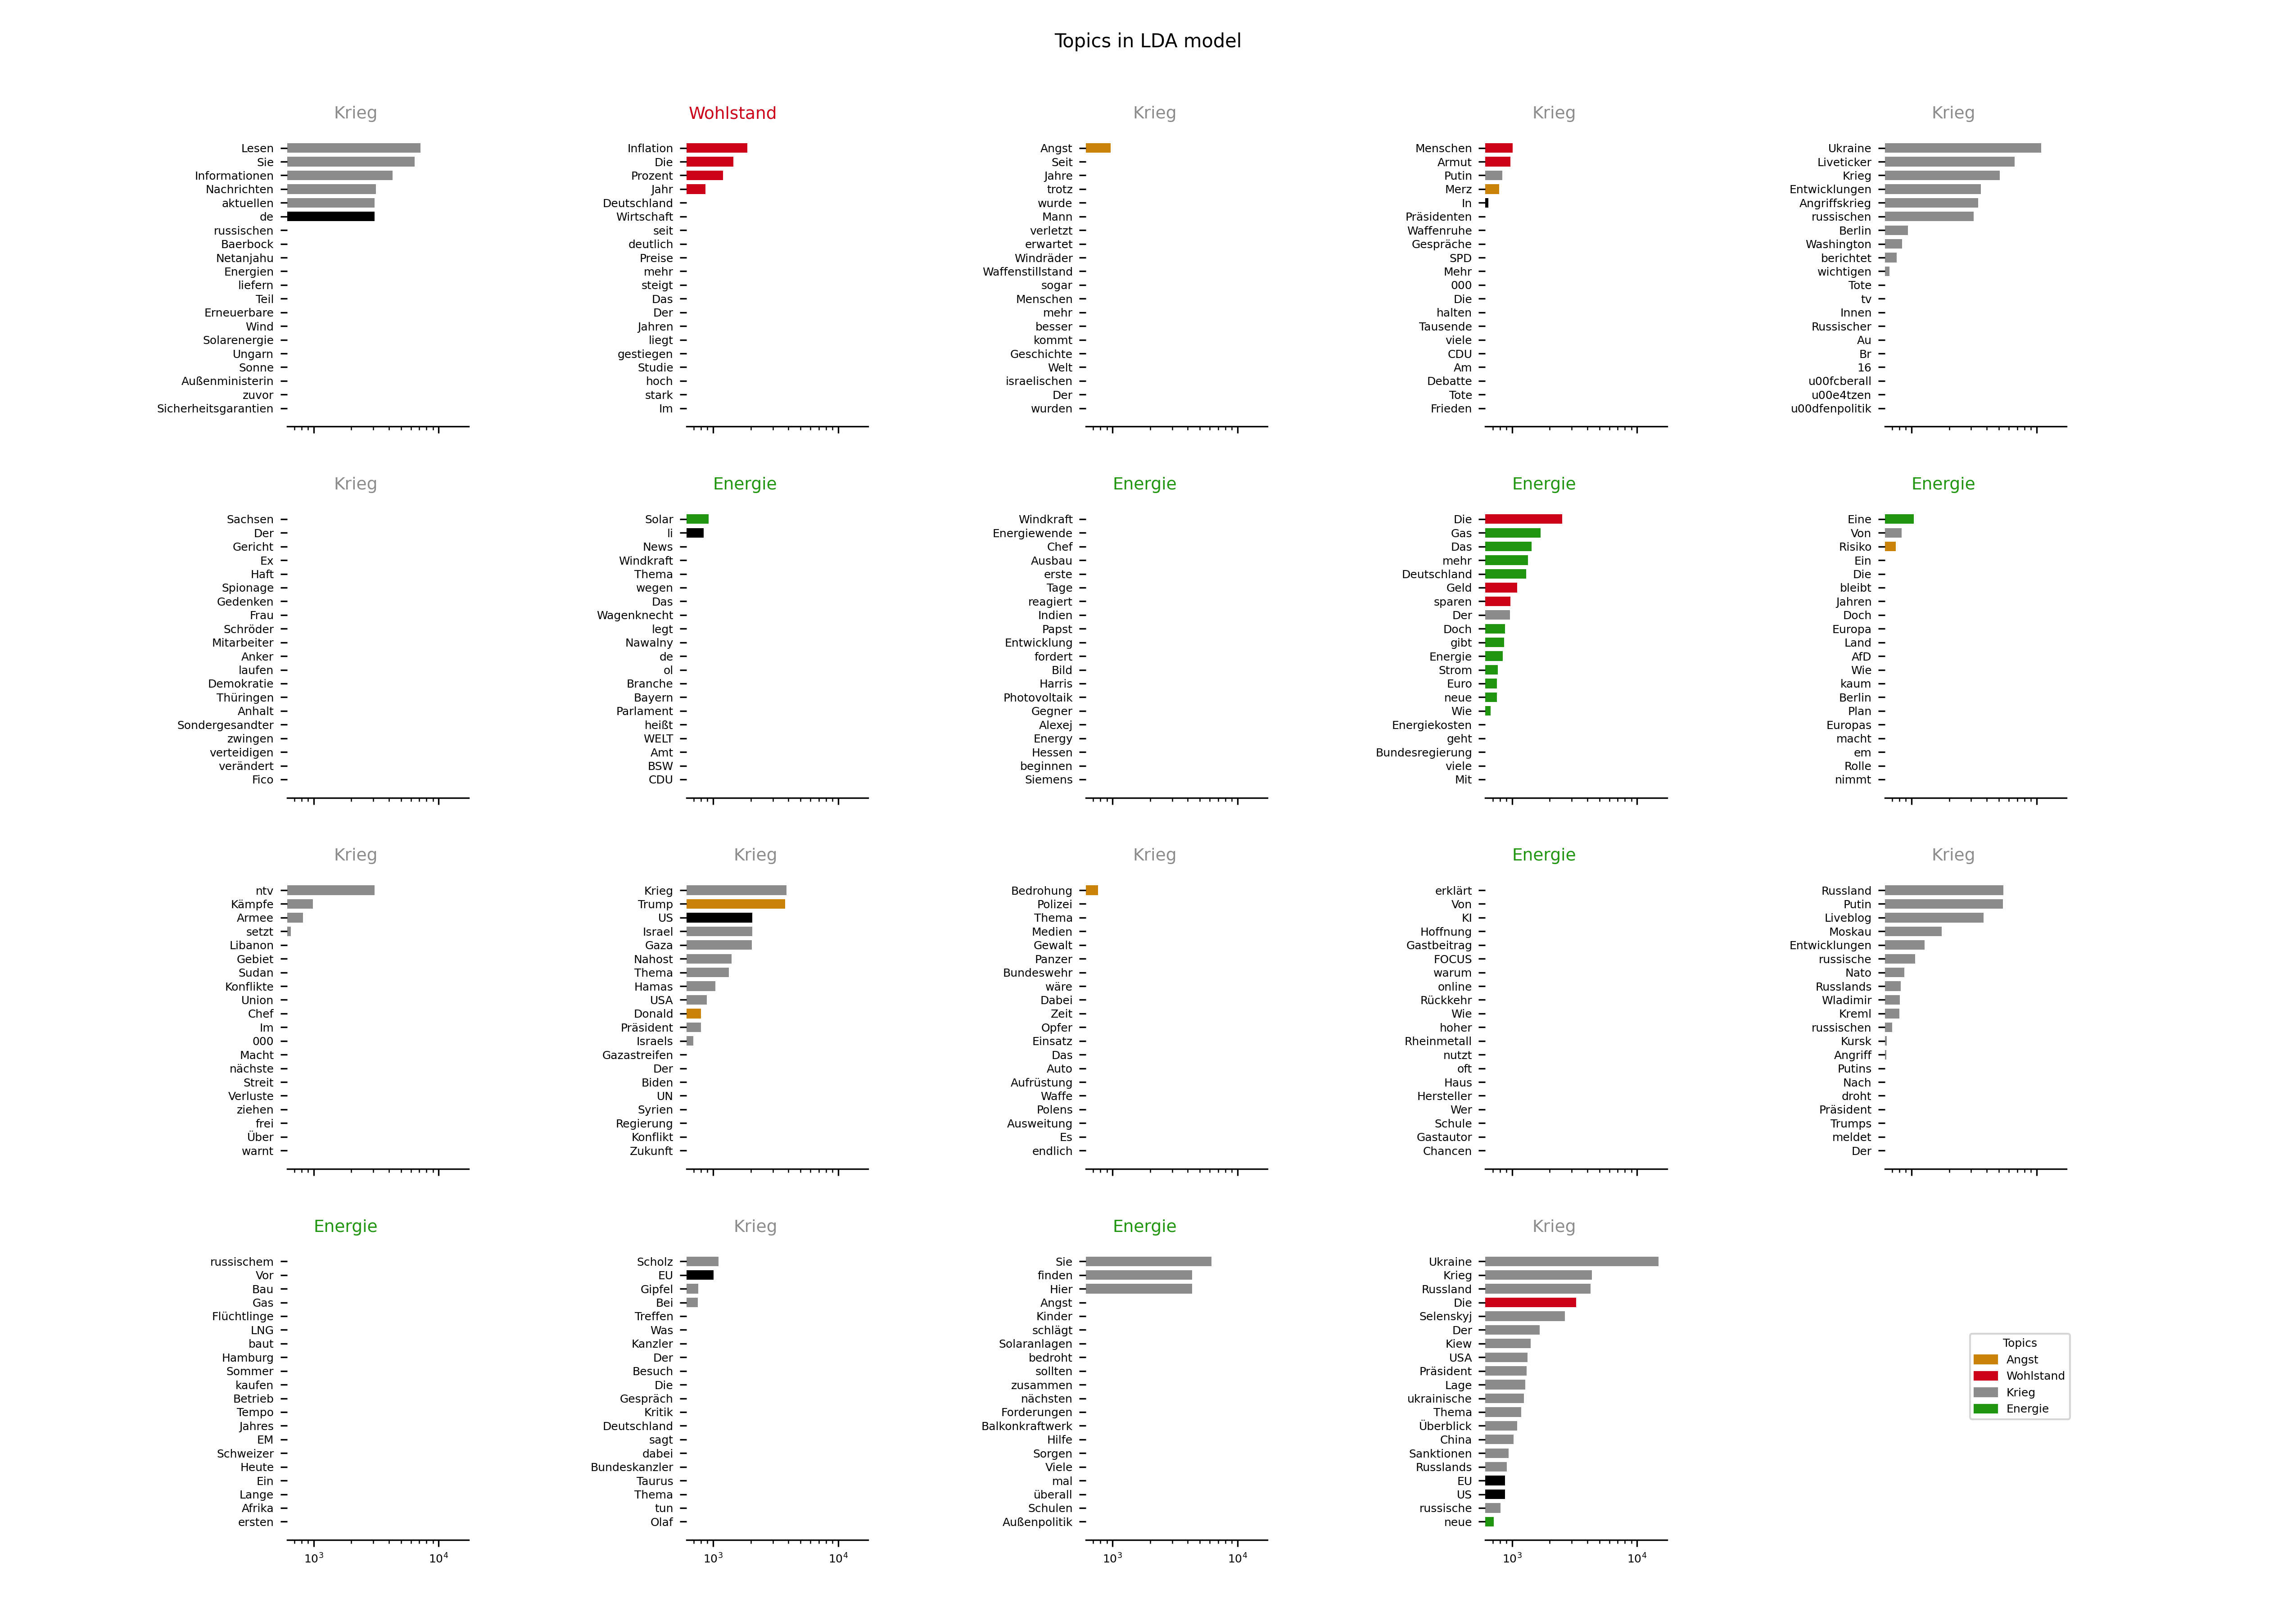 Topics in LDA model
Krieg
Lesen
Sie
Informationen
Nachrichten
aktuellen
de
russischen
Baerbock
Netanjahu
Energien
liefern
Teil
Erneuerbare
Wind
Solarenergie
Ungarn
Sonne
Außenministerin
zuvor
Sicherheitsgarantien
Wohlstand
Inflation
Die
Prozent
Jahr
Deutschland
Wirtschaft
seit
deutlich
Preise
mehr
steigt
Das
Der
Jahren
liegt
gestiegen
Studie
hoch
stark
Im
Krieg
Angst
Seit
Jahre
trotz
wurde
Mann
verletzt
erwartet
Windräder
Waffenstillstand
sogar
Menschen
mehr
besser
kommt
Geschichte
Welt
israelischen
Der
wurden
Krieg
Menschen
Armut
Putin
Merz
In
Präsidenten
Waffenruhe
Gespräche
SPD
Mehr
000
Die
halten
Tausende
viele
CDU
Am
Debatte
Tote
Frieden
Krieg
Ukraine
Liveticker
Krieg
Entwicklungen
Angriffskrieg
russischen
Berlin
Washington
berichtet
wichtigen
Tote
tv
Innen
Russischer
Au
Br
16
u00fcberall
u00e4tzen
u00dfenpolitik
Krieg
Sachsen
Der
Gericht
Ex
Haft
Spionage
Gedenken
Frau
Schröder
Mitarbeiter
Anker
laufen
Demokratie
Thüringen
Anhalt
Sondergesandter
zwingen
verteidigen
verändert
Fico
Energie
Solar
li
News
Windkraft
Thema
wegen
Das
Wagenknecht
legt
Nawalny
de
ol
Branche
Bayern
Parlament
heißt
WELT
Amt
BSW
CDU
Energie
Windkraft
Energiewende
Chef
Ausbau
erste
Tage
reagiert
Indien
Papst
Entwicklung
fordert
Bild
Harris
Photovoltaik
Gegner
Alexej
Energy
Hessen
beginnen
Siemens
Energie
Die
Gas
Das
mehr
Deutschland
Geld
sparen
Der
Doch
gibt
Energie
Strom
Euro
neue
Wie
Energiekosten
geht
Bundesregierung
viele
Mit
Energie
Eine
Von
Risiko
Ein
Die
bleibt
Jahren
Doch
Europa
Land
AfD
Wie
kaum
Berlin
Plan
Europas
macht
em
Rolle
nimmt
Krieg
ntv
Kämpfe
Armee
setzt
Libanon
Gebiet
Sudan
Konflikte
Union
Chef
Im
000
Macht
nächste
Streit
Verluste
ziehen
frei
Über
warnt
Krieg
Krieg
Trump
US
Israel
Gaza
Nahost
Thema
Hamas
USA
Donald
Präsident
Israels
Gazastreifen
Der
Biden
UN
Syrien
Regierung
Konflikt
Zukunft
Krieg
Bedrohung
Polizei
Thema
Medien
Gewalt
Panzer
Bundeswehr
wäre
Dabei
Zeit
Opfer
Einsatz
Das
Auto
Aufrüstung
Waffe
Polens
Ausweitung
Es
endlich
Energie
erklärt
Von
KI
Hoffnung
Gastbeitrag
FOCUS
warum
online
Rückkehr
Wie
hoher
Rheinmetall
nutzt
oft
Haus
Hersteller
Wer
Schule
Gastautor
Chancen
Krieg
Russland
Putin
Liveblog
Moskau
Entwicklungen
russische
Nato
Russlands
Wladimir
Kreml
russischen
Kursk
Angriff
Putins
Nach
droht
Präsident
Trumps
meldet
Der
Energie
russischem
Vor
Bau
Gas
Flüchtlinge
LNG
baut
Hamburg
Sommer
kaufen
Betrieb
Tempo
Jahres
EM
Schweizer
Heute
Ein
Lange
Afrika
ersten
10³ 10⁴
Krieg
Scholz
EU
Gipfel
Bei
Treffen
Was
Kanzler
Der
Besuch
Die
Gespräch
Kritik
Deutschland
sagt
dabei
Bundeskanzler
Taurus
Thema
tun
Olaf
10³ 10⁴
Energie
Sie
finden
Hier
Angst
Kinder
schlägt
Solaranlagen
bedroht
sollten
zusammen
nächsten
Forderungen
Balkonkraftwerk
Hilfe
Sorgen
Viele
mal
überall
Schulen
Außenpolitik
10³ 10⁴
Krieg
Ukraine
Krieg
Russland
Die
Selenskyj
Der
Kiew
USA
Präsident
Lage
ukrainische
Thema
Überblick
China
Sanktionen
Russlands
EU
US
russische
neue
10³ 10⁴
Topics
Angst
Wohlstand
Krieg
Energie